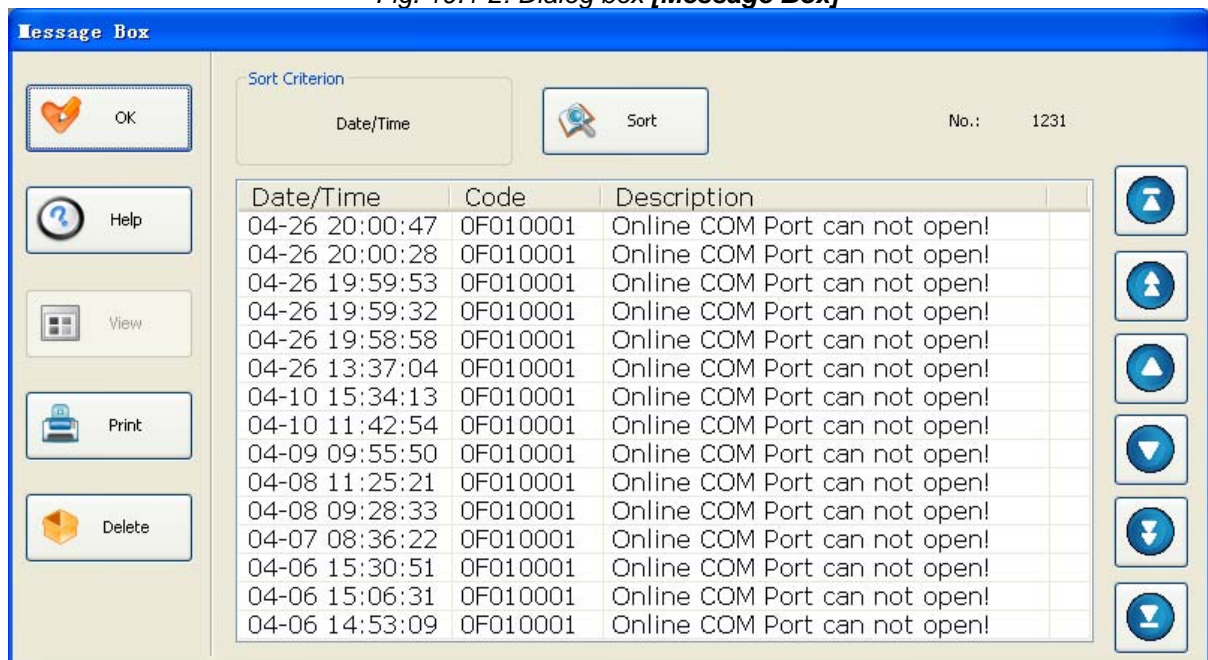 Message Box
Sort Criterion
Date/Time
Sort
No.: 1231
OK
Help
View
Print
Delete
Date/Time Code Description
04-26 20:00:47 0F010001 Online COM Port can not open!
04-26 20:00:28 0F010001 Online COM Port can not open!
04-26 19:59:53 0F010001 Online COM Port can not open!
04-26 19:59:32 0F010001 Online COM Port can not open!
04-26 19:58:58 0F010001 Online COM Port can not open!
04-26 13:37:04 0F010001 Online COM Port can not open!
04-10 15:34:13 0F010001 Online COM Port can not open!
04-10 11:42:54 0F010001 Online COM Port can not open!
04-09 09:55:50 0F010001 Online COM Port can not open!
04-08 11:25:21 0F010001 Online COM Port can not open!
04-08 09:28:33 0F010001 Online COM Port can not open!
04-07 08:36:22 0F010001 Online COM Port can not open!
04-06 15:30:51 0F010001 Online COM Port can not open!
04-06 15:06:31 0F010001 Online COM Port can not open!
04-06 14:53:09 0F010001 Online COM Port can not open!